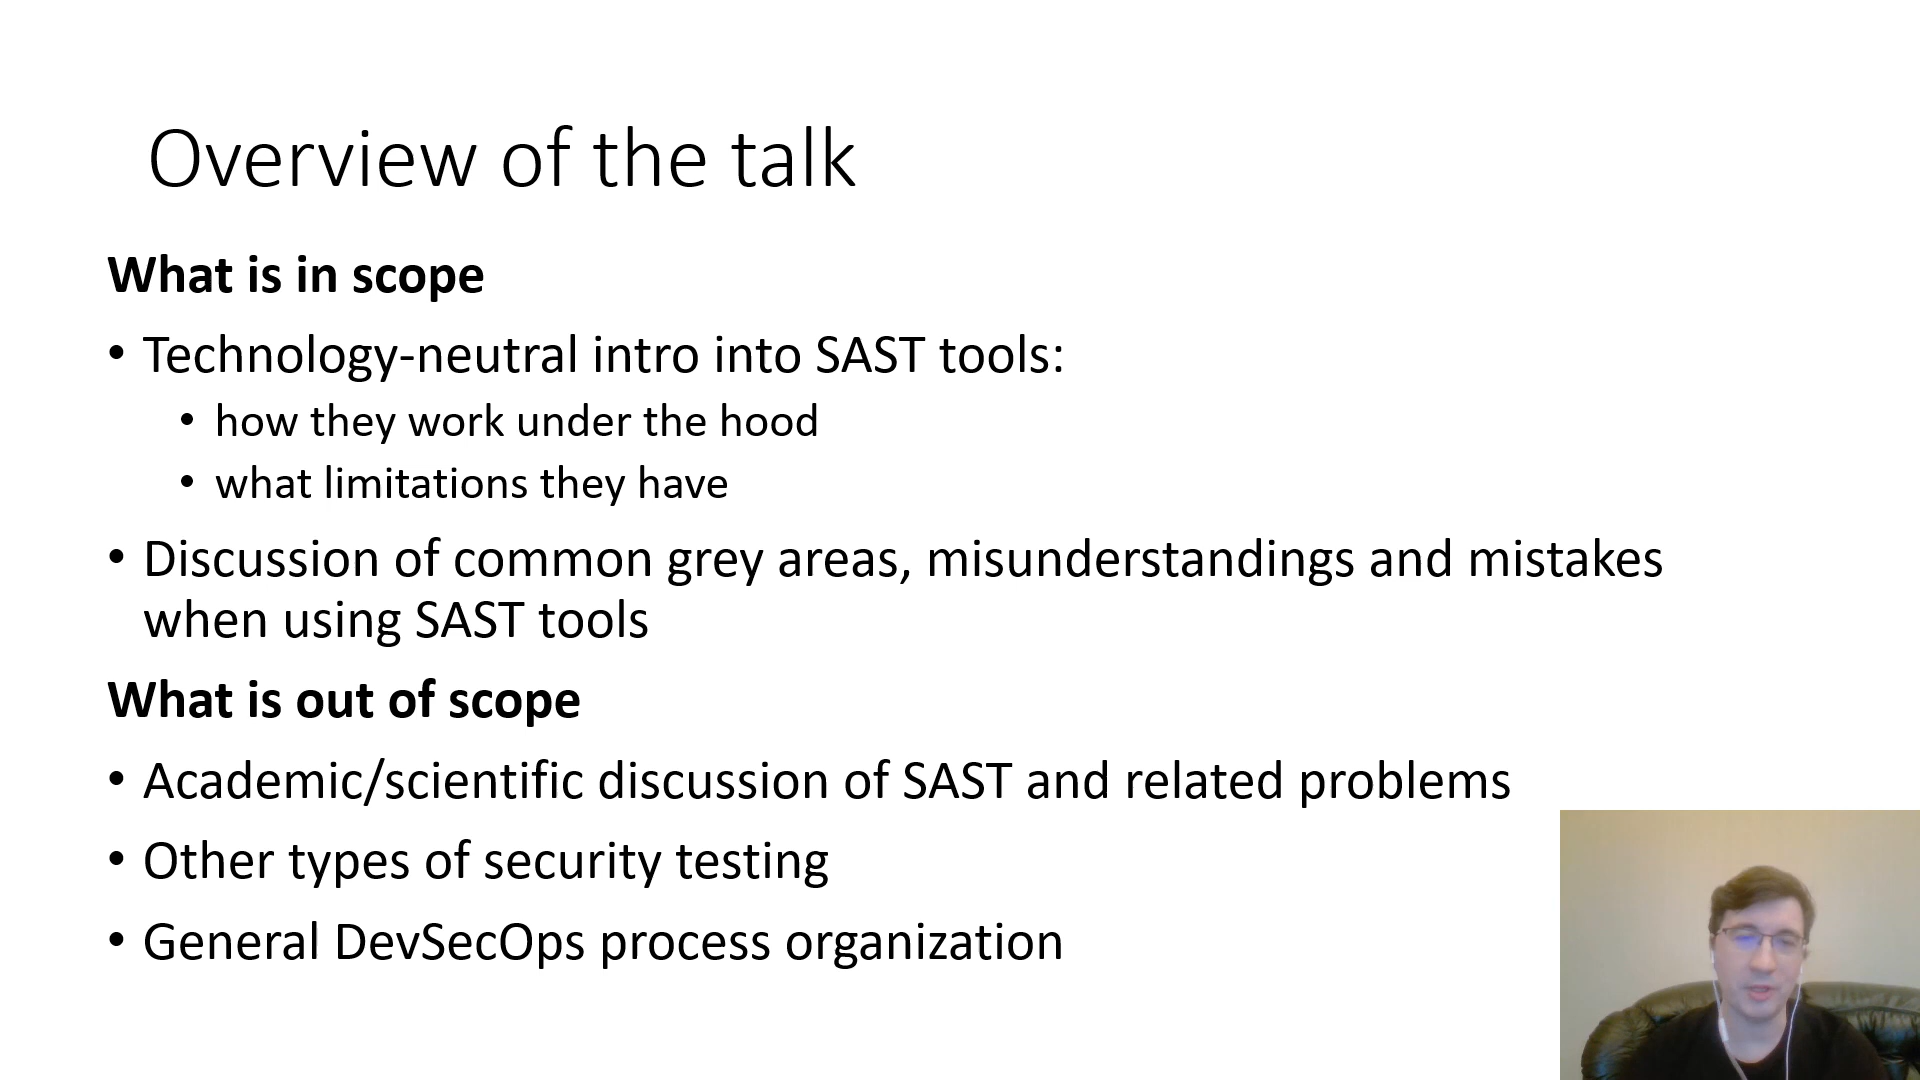 Overview of the talk
What is in scope
• Technology-neutral intro into SAST tools:
• how they work under the hood
• what limitations they have
• Discussion of common grey areas, misunderstandings and mistakes
when using SAST tools
What is out of scope
• Academic/scientific discussion of SAST and related problems
• Other types of security testing
• General DevSecOps process organization